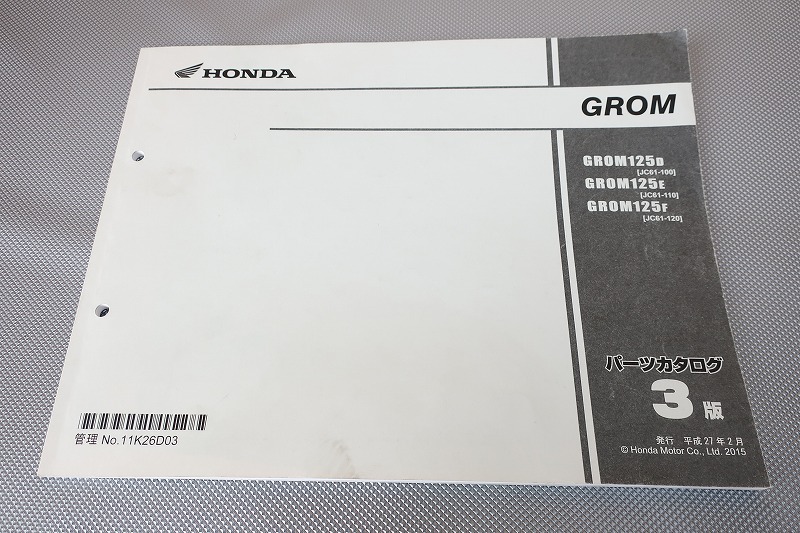 HONDA
GROM
GROM125D
[JC61-100]
GROM125E
[JC61-110]
GROM125F
[JC61-120]
パーツカタログ
3版
発行 平成27年2月
© Honda Motor Co., Ltd. 2015
管理 No.11K26D03